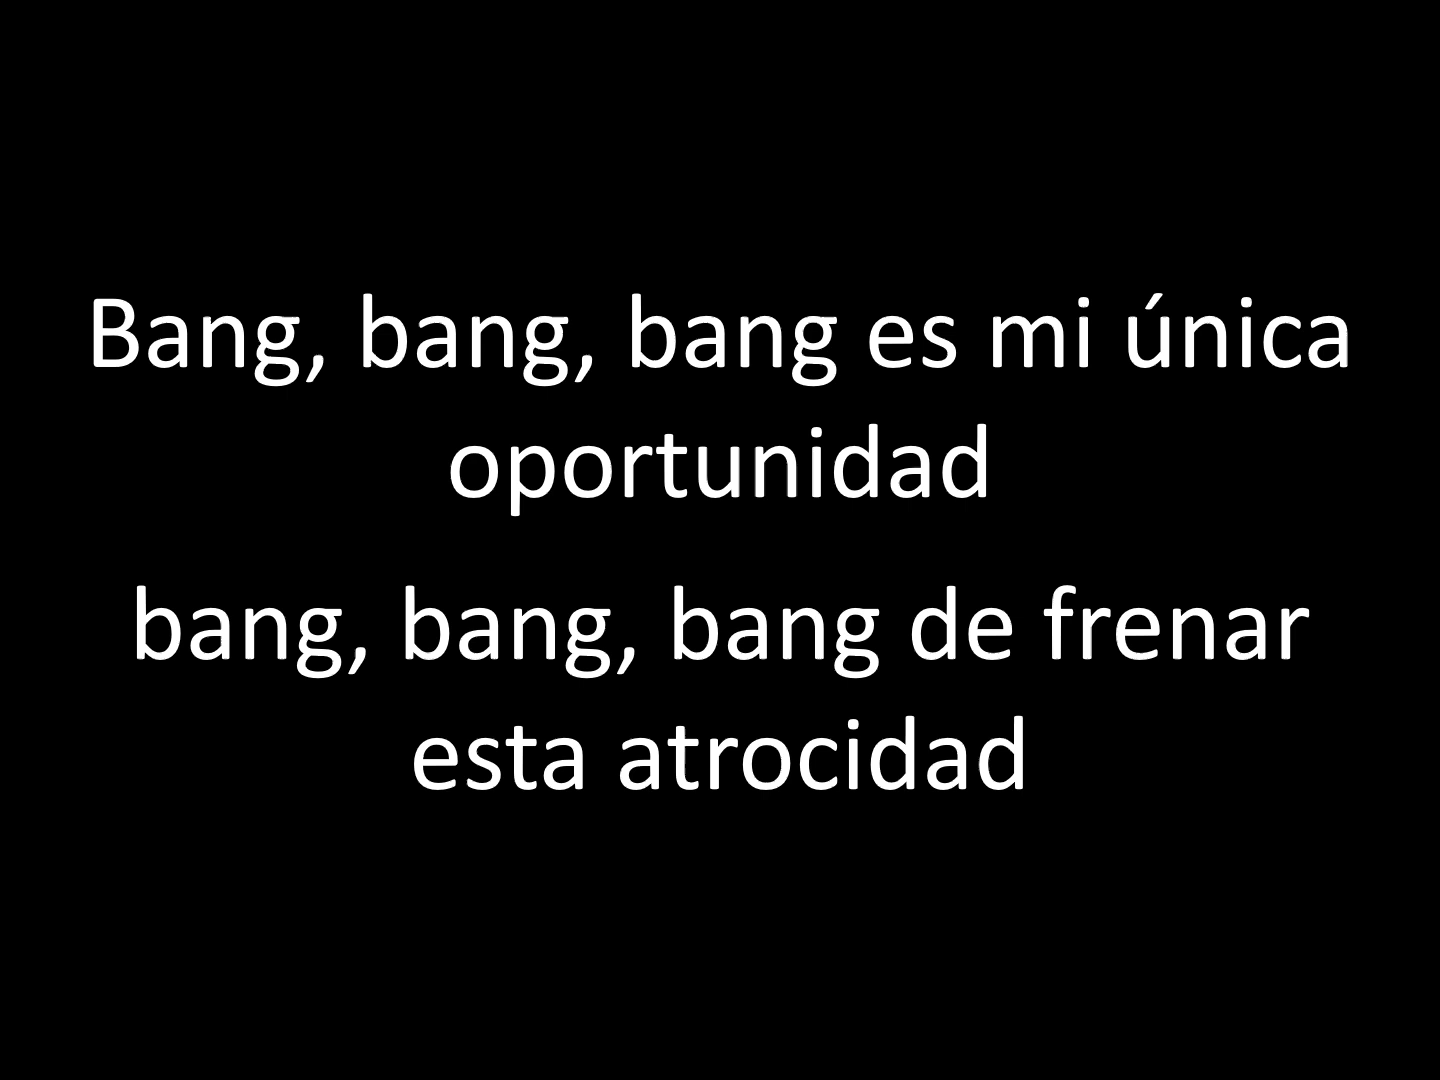 Bang, bang, bang es mi única
oportunidad
bang, bang, bang de frenar
esta atrocidad